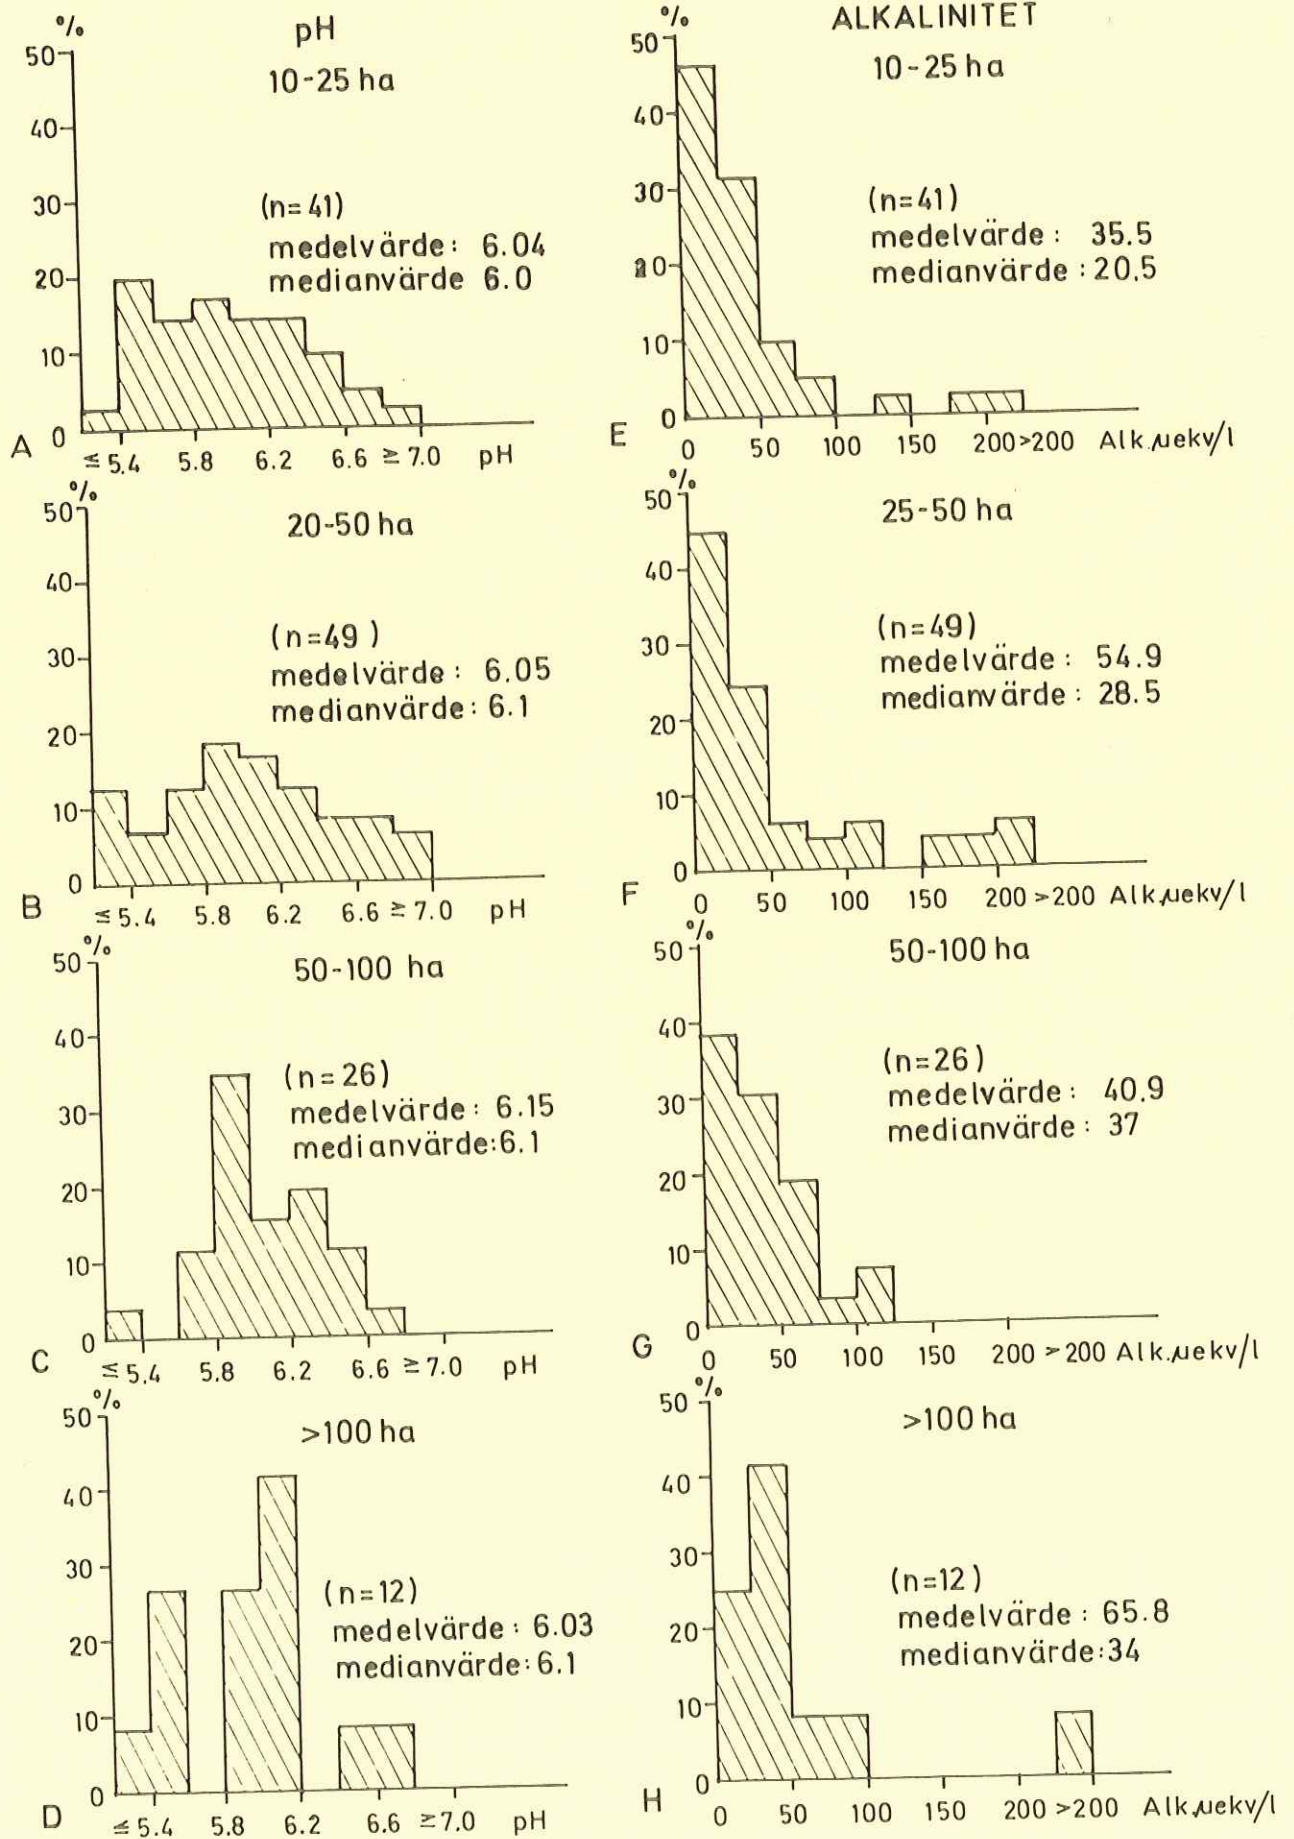 pH
%
10-25 ha
50
40
30
20
10
0
(n=41)
medelvärde: 6.04
medianvärde 6.0
A
≤5.4 5.8 6.2 6.6 ≥7.0 pH
ALKALINITET
%
10-25 ha
50
40
30
20
10
0
(n=41)
medelvärde: 35.5
medianvärde: 20.5
E
0 50 100 150 200 >200 Alk.µekv/l
%
20-50 ha
50
40
30
20
10
0
(n=49)
medelvärde: 6.05
medianvärde: 6.1
B
≤5.4 5.8 6.2 6.6 ≥7.0 pH
%
25-50 ha
50
40
30
20
10
0
(n=49)
medelvärde: 54.9
medianvärde: 28.5
F
0 50 100 150 200 >200 Alk.µekv/l
%
50-100 ha
50
40
30
20
10
0
(n=26)
medelvärde: 6.15
medianvärde: 6.1
C
≤5.4 5.8 6.2 6.6 ≥7.0 pH
%
50-100 ha
50
40
30
20
10
0
(n=26)
medelvärde: 40.9
medianvärde: 37
G
0 50 100 150 200 >200 Alk.µekv/l
%
>100 ha
50
40
30
20
10
0
(n=12)
medelvärde: 6.03
medianvärde: 6.1
D
≤5.4 5.8 6.2 6.6 ≥7.0 pH
%
>100 ha
50
40
30
20
10
0
(n=12)
medelvärde: 65.8
medianvärde: 34
H
0 50 100 150 200 >200 Alk.µekv/l